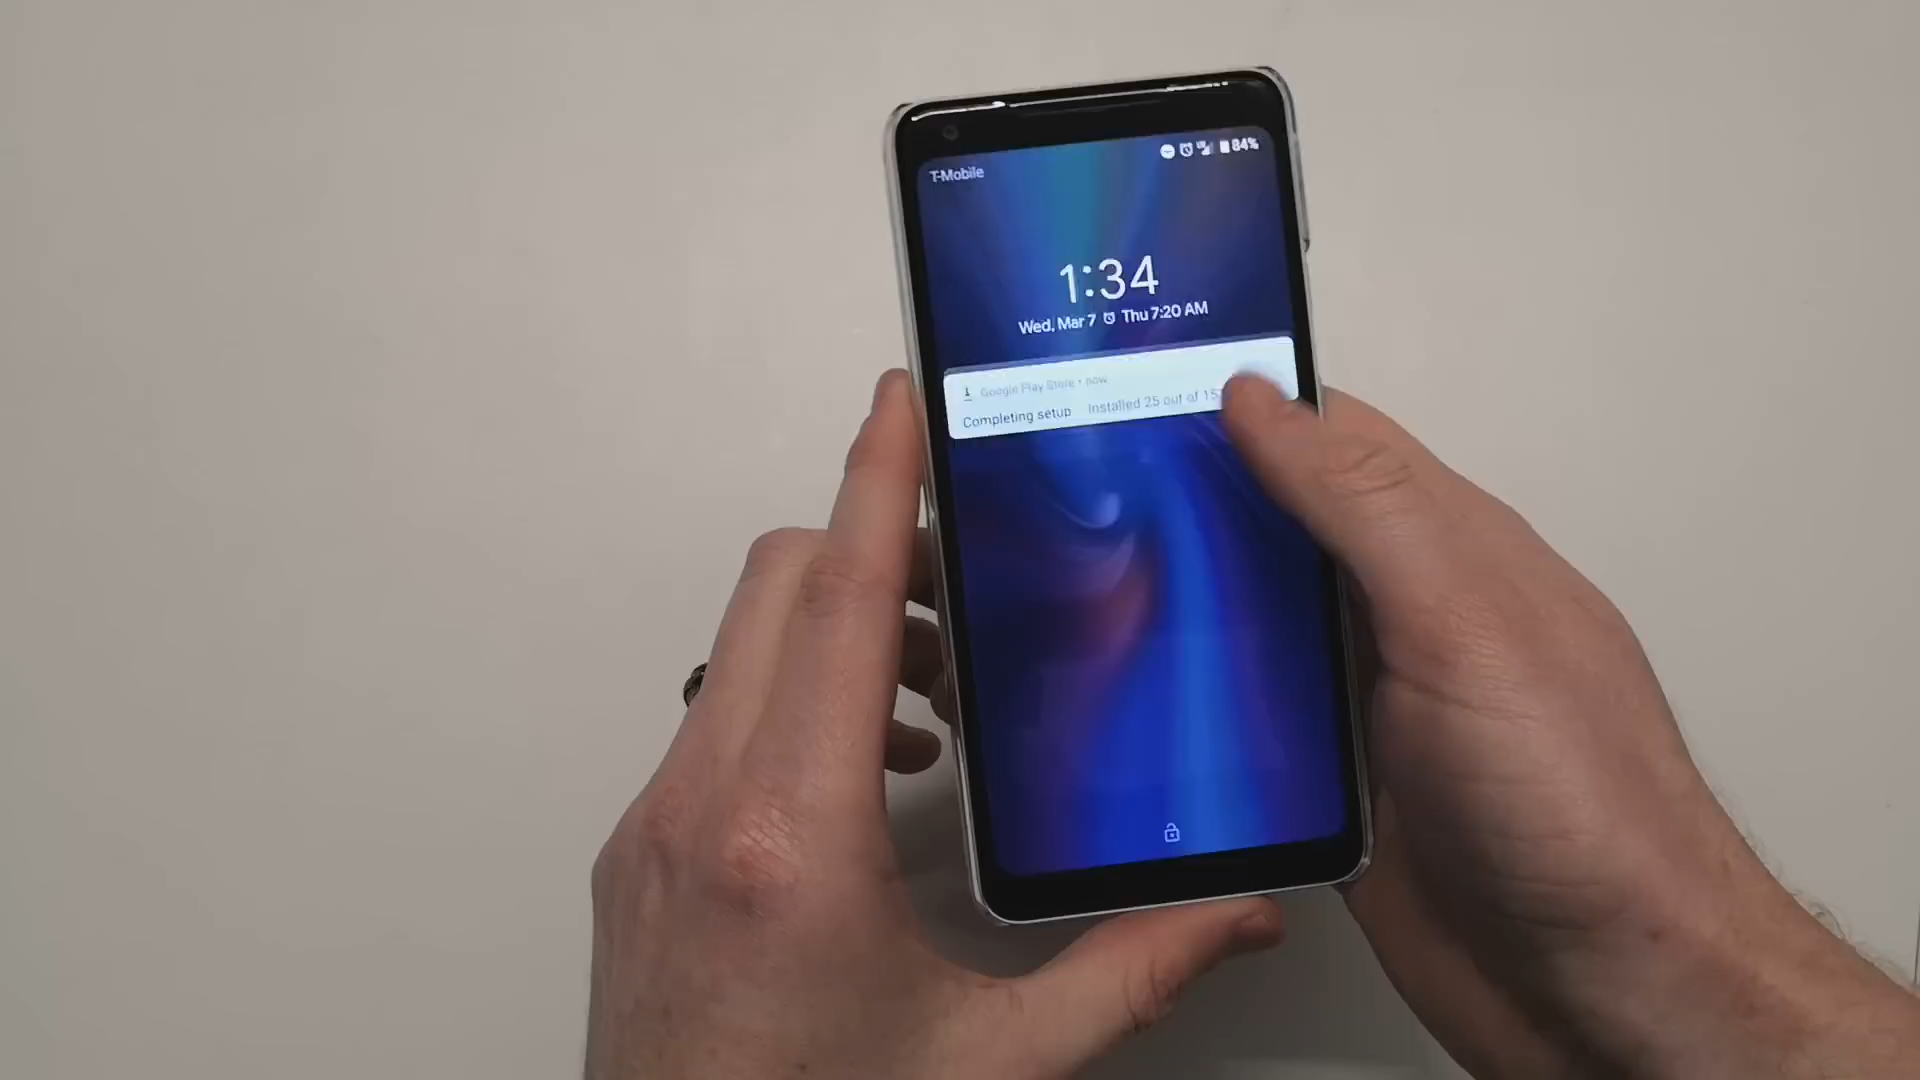 84%
T-Mobile
1:34
Wed, Mar 7 Thu 7:20 AM
Google Play Store • now
Completing setup Installed 25 out of